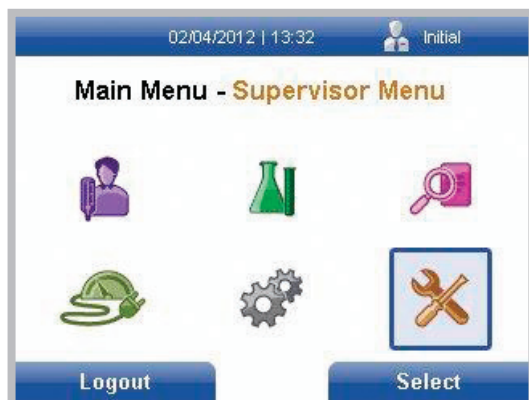 02/04/2012 | 13:32 Initial
Main Menu - Supervisor Menu
Logout Select